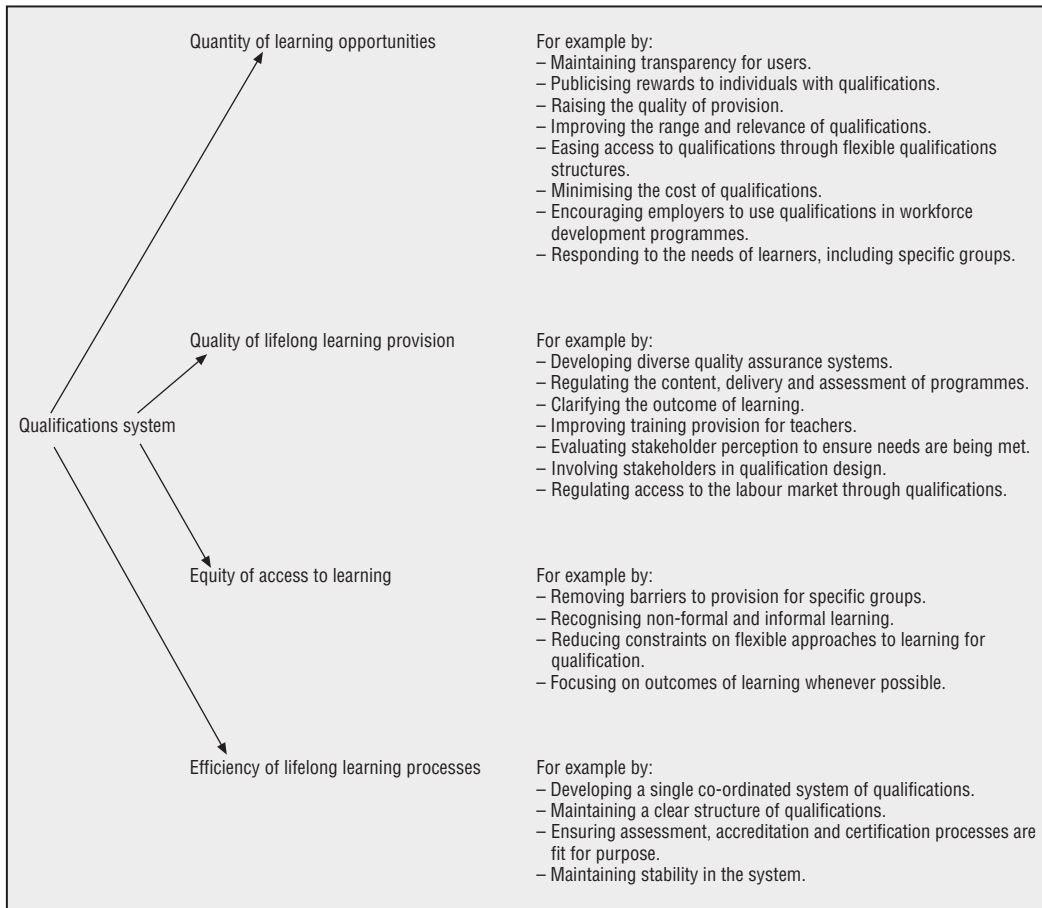 Quantity of learning opportunities
For example by:
– Maintaining transparency for users.
– Publicising rewards to individuals with qualifications.
– Raising the quality of provision.
– Improving the range and relevance of qualifications.
– Easing access to qualifications through flexible qualifications
structures.
– Minimising the cost of qualifications.
– Encouraging employers to use qualifications in workforce
development programmes.
– Responding to the needs of learners, including specific groups.
Quality of lifelong learning provision
For example by:
– Developing diverse quality assurance systems.
– Regulating the content, delivery and assessment of programmes.
– Clarifying the outcome of learning.
– Improving training provision for teachers.
– Evaluating stakeholder perception to ensure needs are being met.
– Involving stakeholders in qualification design.
– Regulating access to the labour market through qualifications.
Qualifications system
Equity of access to learning
For example by:
– Removing barriers to provision for specific groups.
– Recognising non-formal and informal learning.
– Reducing constraints on flexible approaches to learning for
qualification.
– Focusing on outcomes of learning whenever possible.
Efficiency of lifelong learning processes
For example by:
– Developing a single co-ordinated system of qualifications.
– Maintaining a clear structure of qualifications.
– Ensuring assessment, accreditation and certification processes are
fit for purpose.
– Maintaining stability in the system.